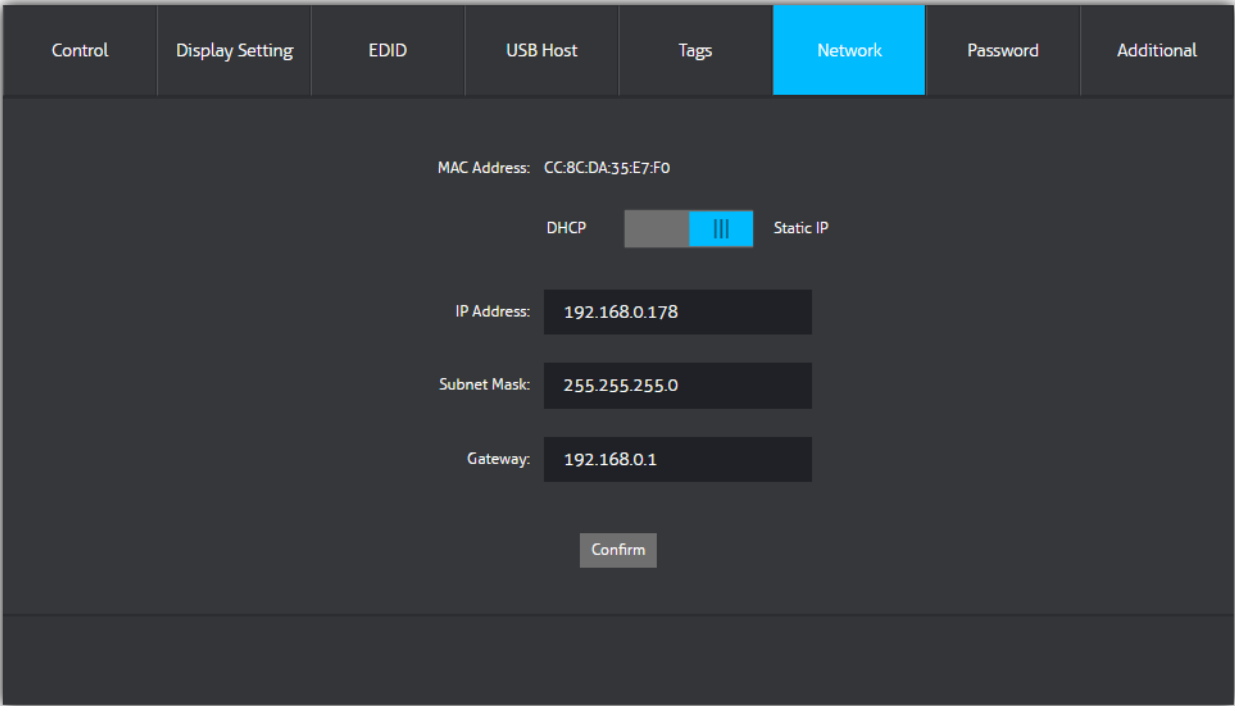 Control Display Setting EDID USB Host Tags Network Password Additional
MAC Address: CC:8C:DA:35:E7:F0
DHCP Static IP
IP Address: 192.168.0.178
Subnet Mask: 255.255.255.0
Gateway: 192.168.0.1
Confirm